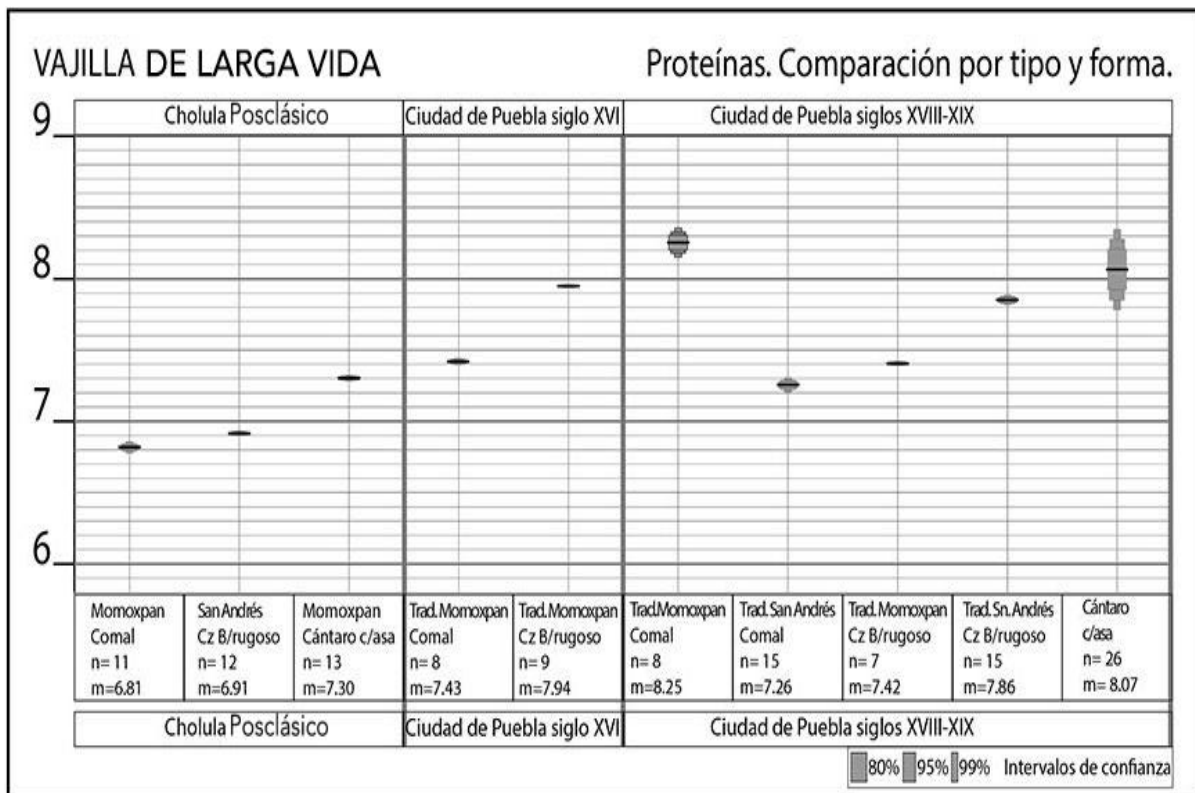 VAJILLA DE LARGA VIDA
Proteínas. Comparación por tipo y forma.
Cholula Posclásico
Ciudad de Puebla siglo XVI
Ciudad de Puebla siglos XVIII-XIX
9
8
7
6
Momoxpan
Comal
n= 11
m=6.81
San Andrés
Cz B/rugoso
n= 12
m=6.91
Momoxpan
Cántaro c/asa
n= 13
m=7.30
Trad.Momoxpan
Comal
n= 8
m=7.43
Trad.Momoxpan
Cz B/rugoso
n= 9
m=7.94
Trad.Momoxpan
Comal
n= 8
m=8.25
Trad.San Andrés
Comal
n= 15
m=7.26
Trad.Momoxpan
Cz B/rugoso
n= 7
m=7.42
Trad.Sn. Andrés
Cz B/rugoso
n= 15
m=7.86
Cántaro
c/asa
n= 26
m= 8.07
Cholula Posclásico
Ciudad de Puebla siglo XVI
Ciudad de Puebla siglos XVIII-XIX
80% 95% 99% Intervalos de confianza